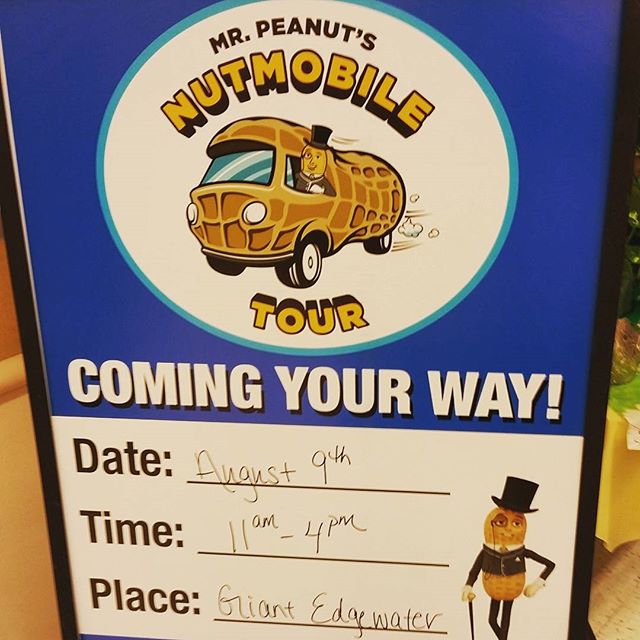 MR. PEANUT'S
NUTMOBILE
TOUR
COMING YOUR WAY!
Date: August 9th
Time: 11am - 4pm
Place: Giant Edgewater